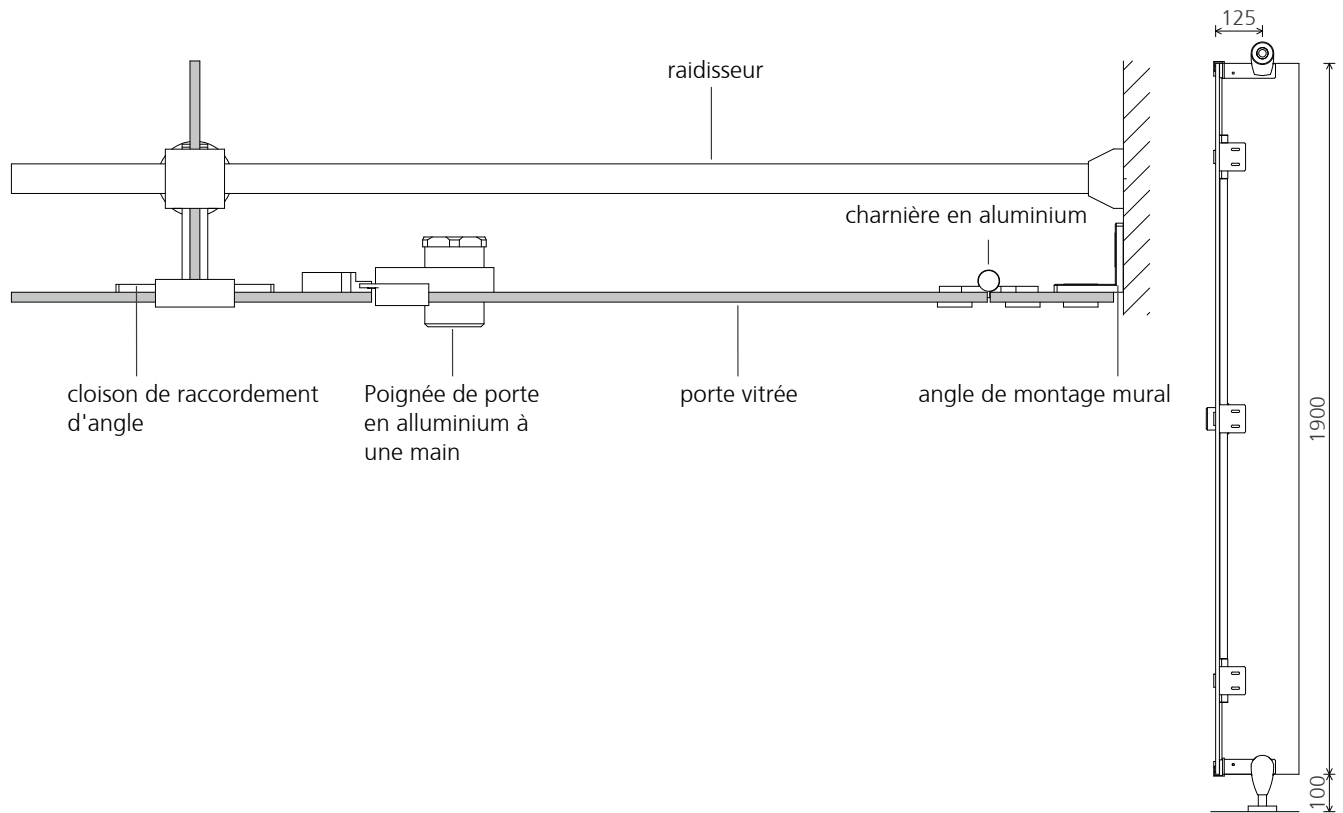 125
raidisseur
charnière en aluminium
cloison de raccordement
d'angle
Poignée de porte
en alluminium à
une main
porte vitrée
angle de montage mural
1900
100